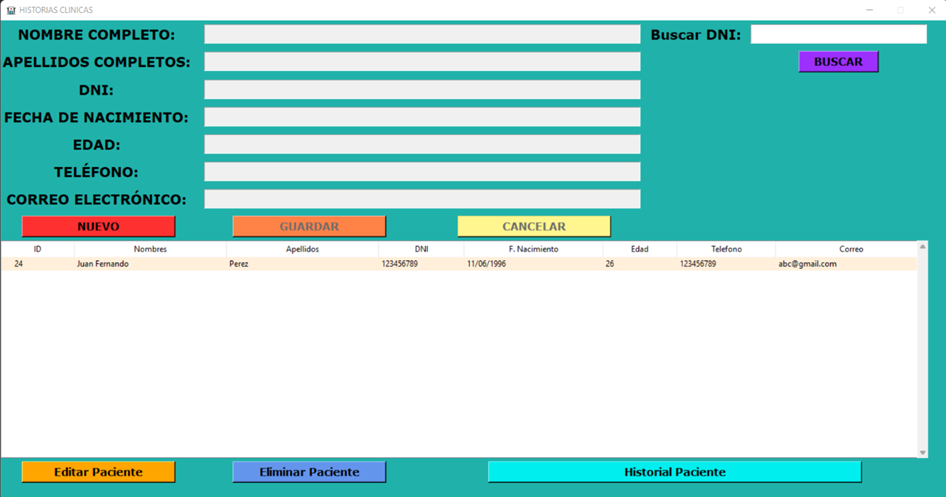 HISTORIAS CLINICAS
NOMBRE COMPLETO: Buscar DNI:
APELLIDOS COMPLETOS: BUSCAR
DNI:
FECHA DE NACIMIENTO:
EDAD:
TELÉFONO:
CORREO ELECTRÓNICO:
NUEVO GUARDAR CANCELAR
ID Nombres Apellidos DNI F. Nacimiento Edad Telefono Correo
24 Juan Fernando Perez 123456789 11/06/1996 26 123456789 abc@gmail.com
Editar Paciente Eliminar Paciente Historial Paciente